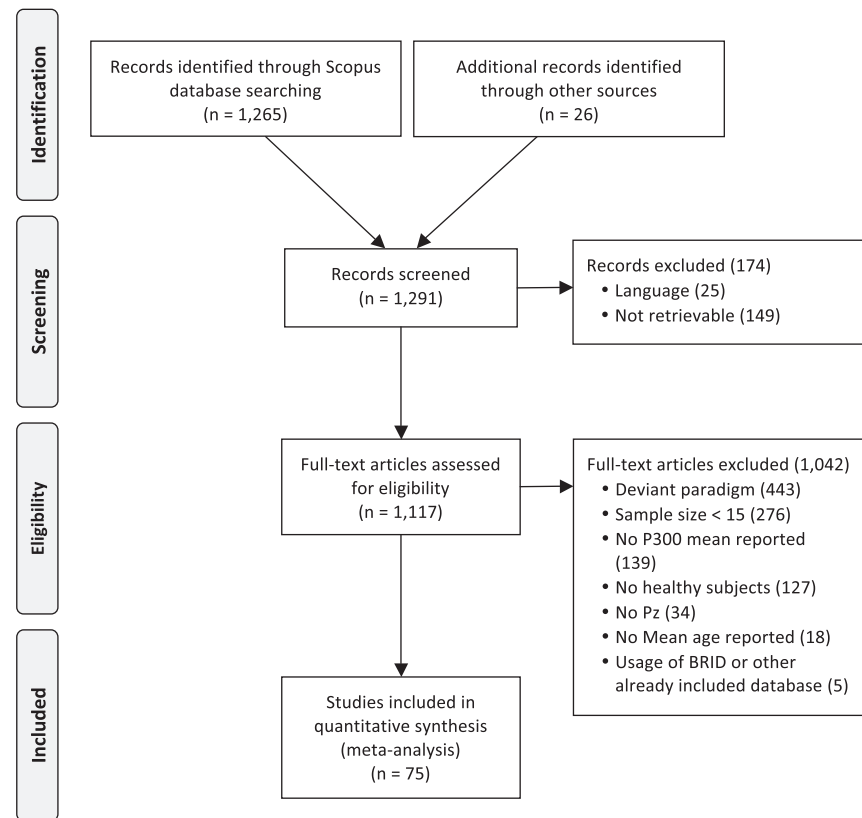 Identification
Records identified through Scopus
database searching
(n = 1,265)
Additional records identified
through other sources
(n = 26)
Screening
Records screened
(n = 1,291)
Records excluded (174)
• Language (25)
• Not retrievable (149)
Eligibility
Full-text articles assessed
for eligibility
(n = 1,117)
Full-text articles excluded (1,042)
• Deviant paradigm (443)
• Sample size < 15 (276)
• No P300 mean reported
(139)
• No healthy subjects (127)
• No Pz (34)
• No Mean age reported (18)
• Usage of BRID or other
already included database (5)
Included
Studies included in
quantitative synthesis
(meta-analysis)
(n = 75)